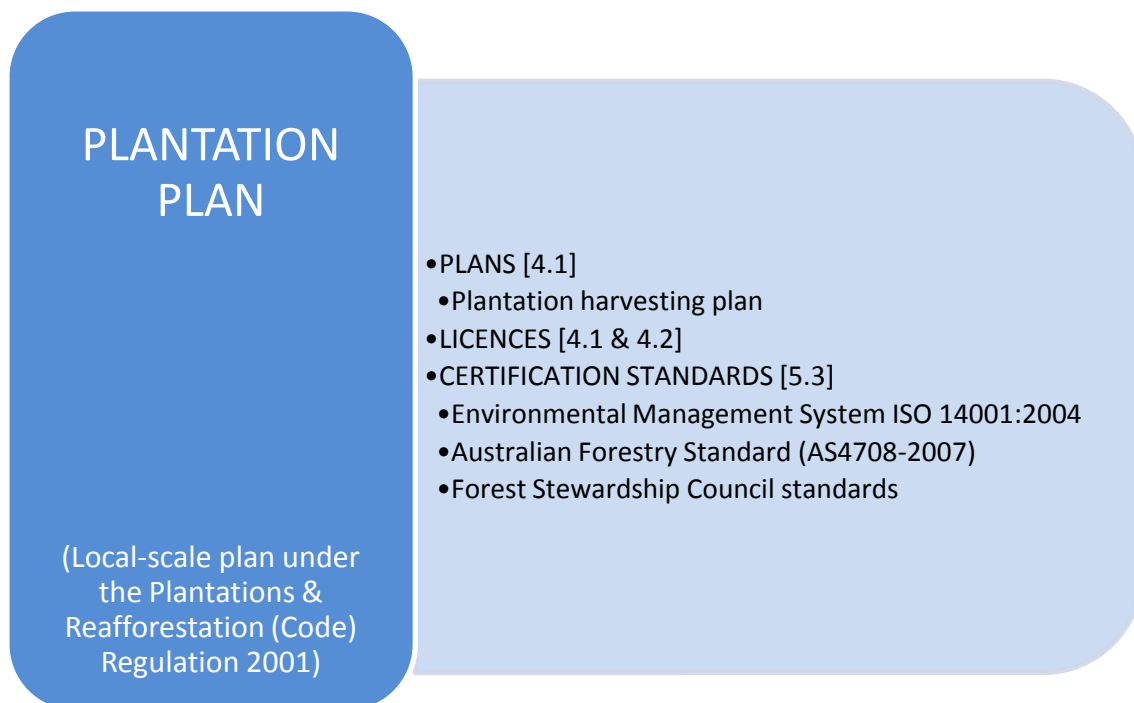 PLANTATION
PLAN
(Local-scale plan under
the Plantations &
Reafforestation (Code)
Regulation 2001)
•PLANS [4.1]
•Plantation harvesting plan
•LICENCES [4.1 & 4.2]
•CERTIFICATION STANDARDS [5.3]
•Environmental Management System ISO 14001:2004
•Australian Forestry Standard (AS4708-2007)
•Forest Stewardship Council standards